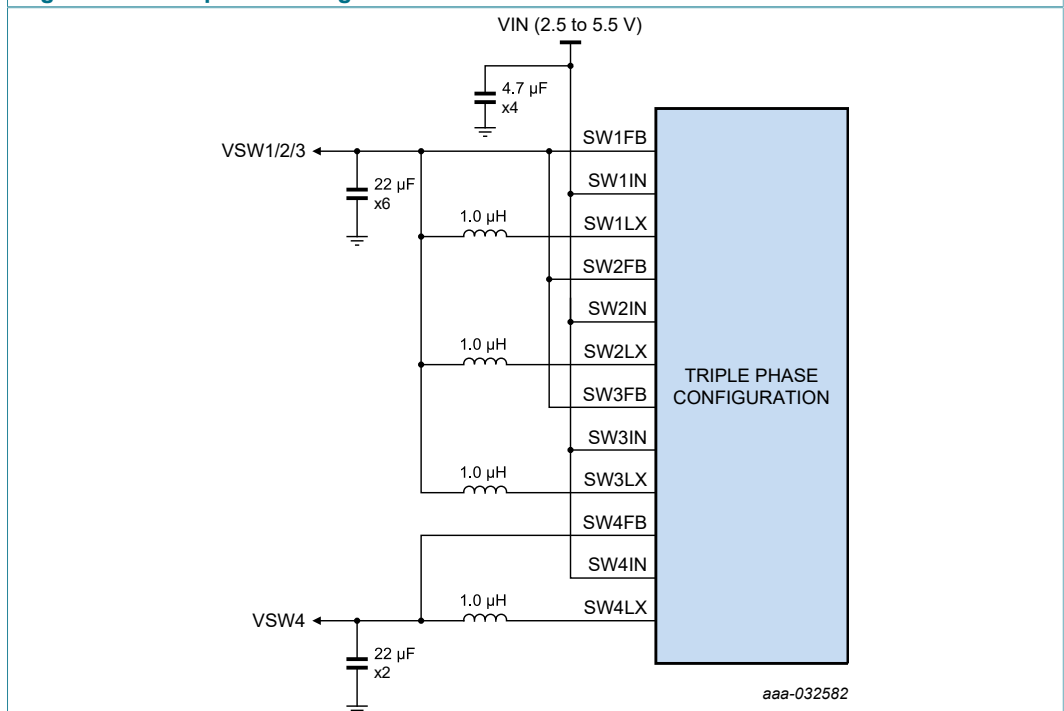 VIN (2.5 to 5.5 V)
4.7 µF
x4
SW1FB
VSW1/2/3
22 µF
x6
SW1IN
1.0 µH
SW1LX
SW2FB
SW2IN
1.0 µH
SW2LX
TRIPLE PHASE
CONFIGURATION
SW3FB
SW3IN
1.0 µH
SW3LX
SW4FB
SW4IN
1.0 µH
SW4LX
VSW4
22 µF
x2
aaa-032582